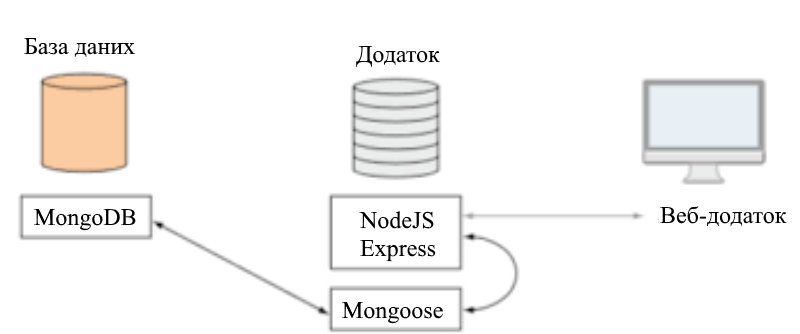 База даних
Додаток
MongoDB
NodeJS
Express
Веб-додаток
Mongoose